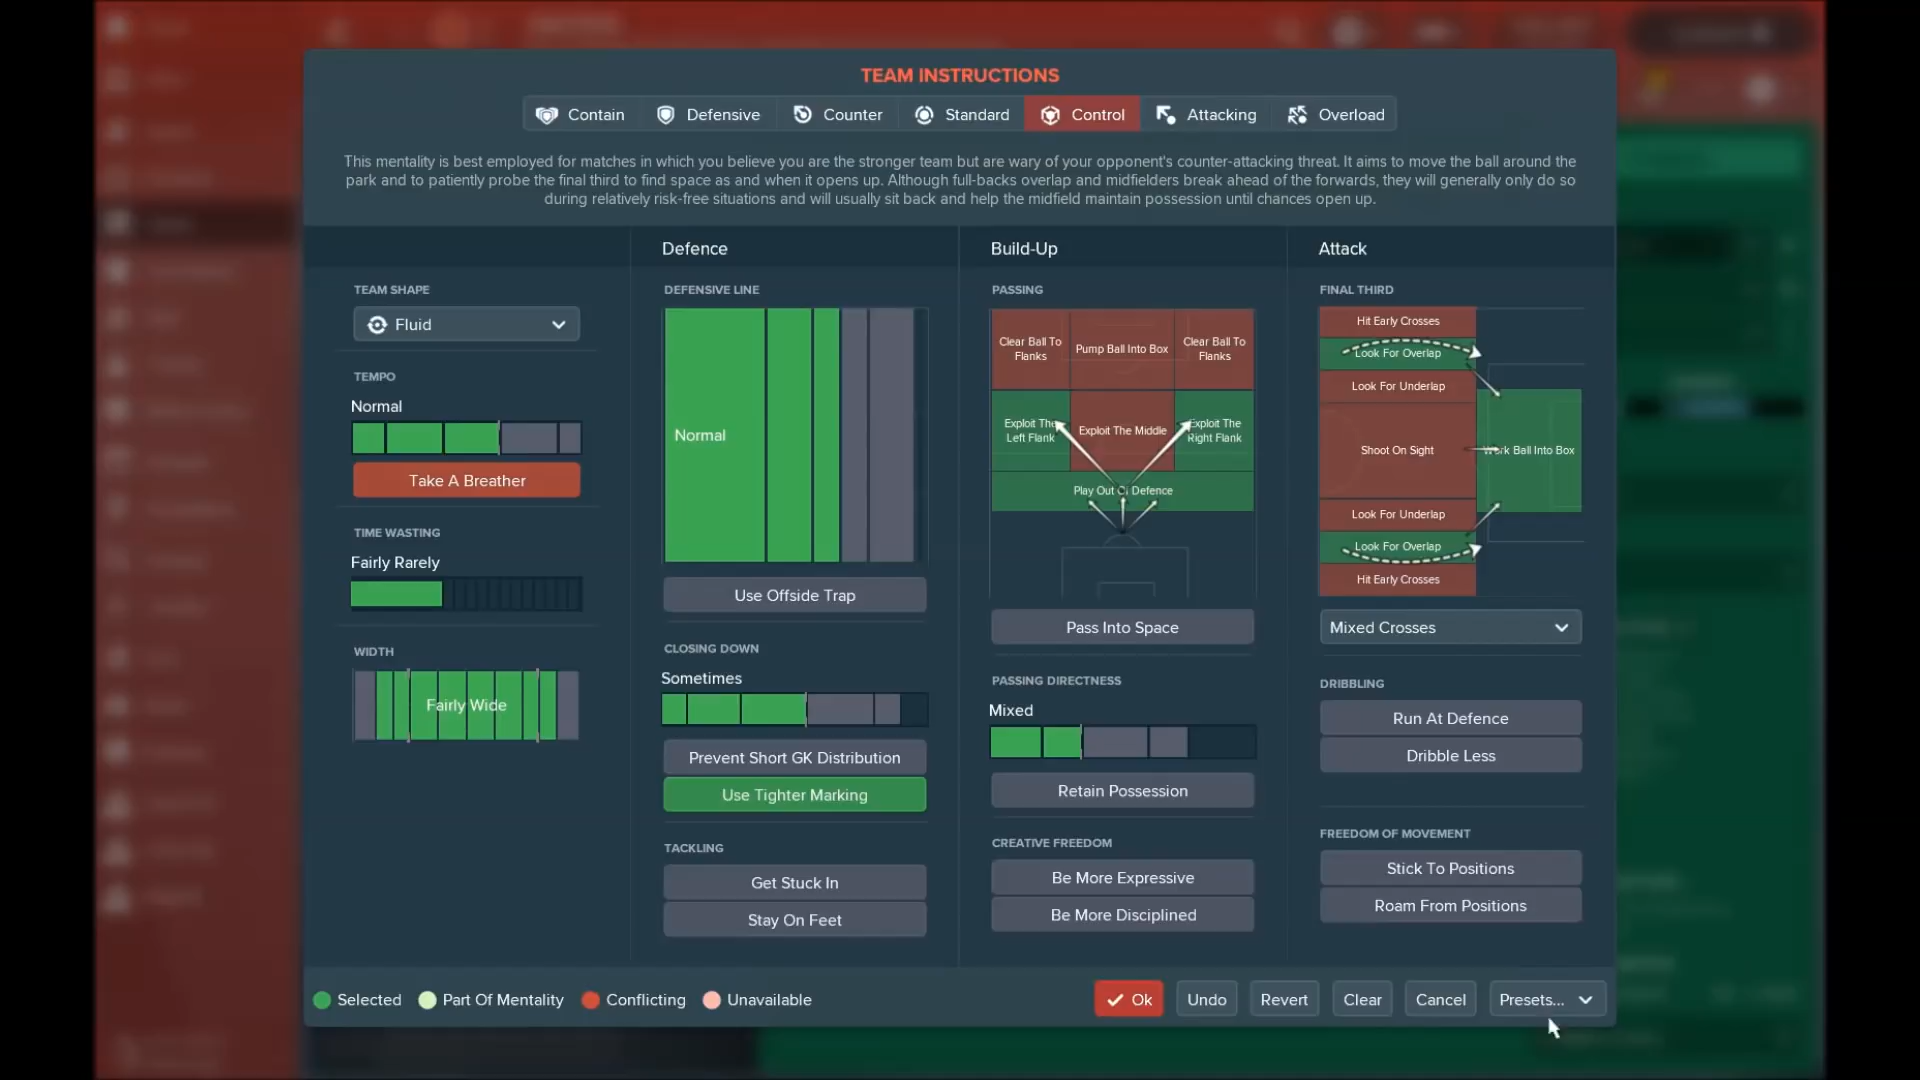 TEAM INSTRUCTIONS
Contain
Defensive
Counter
Standard
Control
Attacking
Overload
This mentality is best employed for matches in which you believe you are the stronger team but are wary of your opponent's counter-attacking threat. It aims to move the ball around the
park and to patiently probe the final third to find space as and when it opens up. Although full-backs overlap and midfielders break ahead of the forwards, they will generally only do so
during relatively risk-free situations and will usually sit back and help the midfield maintain possession until chances open up.
TEAM SHAPE
Fluid
TEMPO
Normal
Take A Breather
TIME WASTING
Fairly Rarely
WIDTH
Fairly Wide
Defence
DEFENSIVE LINE
Normal
Use Offside Trap
CLOSING DOWN
Sometimes
Prevent Short GK Distribution
Use Tighter Marking
TACKLING
Get Stuck In
Stay On Feet
Build-Up
PASSING
Clear Ball To
Flanks
Pump Ball Into Box
Clear Ball To
Flanks
Exploit The
Left Flank
Exploit The Middle
Exploit The
Right Flank
Play Out Of Defence
Pass Into Space
PASSING DIRECTNESS
Mixed
Retain Possession
CREATIVE FREEDOM
Be More Expressive
Be More Disciplined
Attack
FINAL THIRD
Hit Early Crosses
Look For Overlap
Look For Underlap
Shoot On Sight
Work Ball Into Box
Look For Underlap
Look For Overlap
Hit Early Crosses
Mixed Crosses
DRIBBLING
Run At Defence
Dribble Less
FREEDOM OF MOVEMENT
Stick To Positions
Roam From Positions
Selected
Part Of Mentality
Conflicting
Unavailable
Ok
Undo
Revert
Clear
Cancel
Presets...